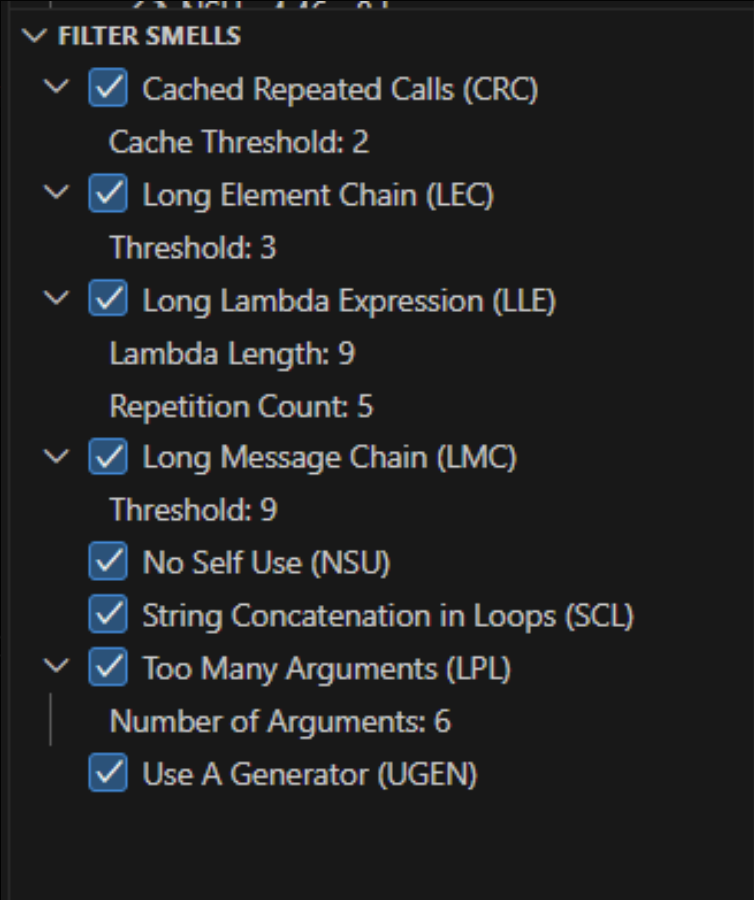 FILTER SMELLS
Cached Repeated Calls (CRC)
Cache Threshold: 2
Long Element Chain (LEC)
Threshold: 3
Long Lambda Expression (LLE)
Lambda Length: 9
Repetition Count: 5
Long Message Chain (LMC)
Threshold: 9
No Self Use (NSU)
String Concatenation in Loops (SCL)
Too Many Arguments (LPL)
Number of Arguments: 6
Use A Generator (UGEN)